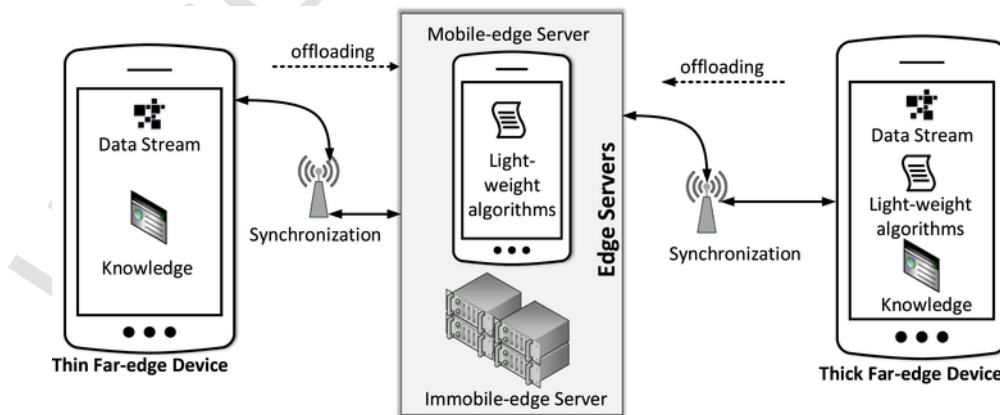 offloading
Data Stream
Knowledge
Thin Far-edge Device
Synchronization
Mobile-edge Server
Light-
weight
algorithms
Edge Servers
Immobile-edge Server
offloading
Synchronization
Data Stream
Light-weight
algorithms
Knowledge
Thick Far-edge Device